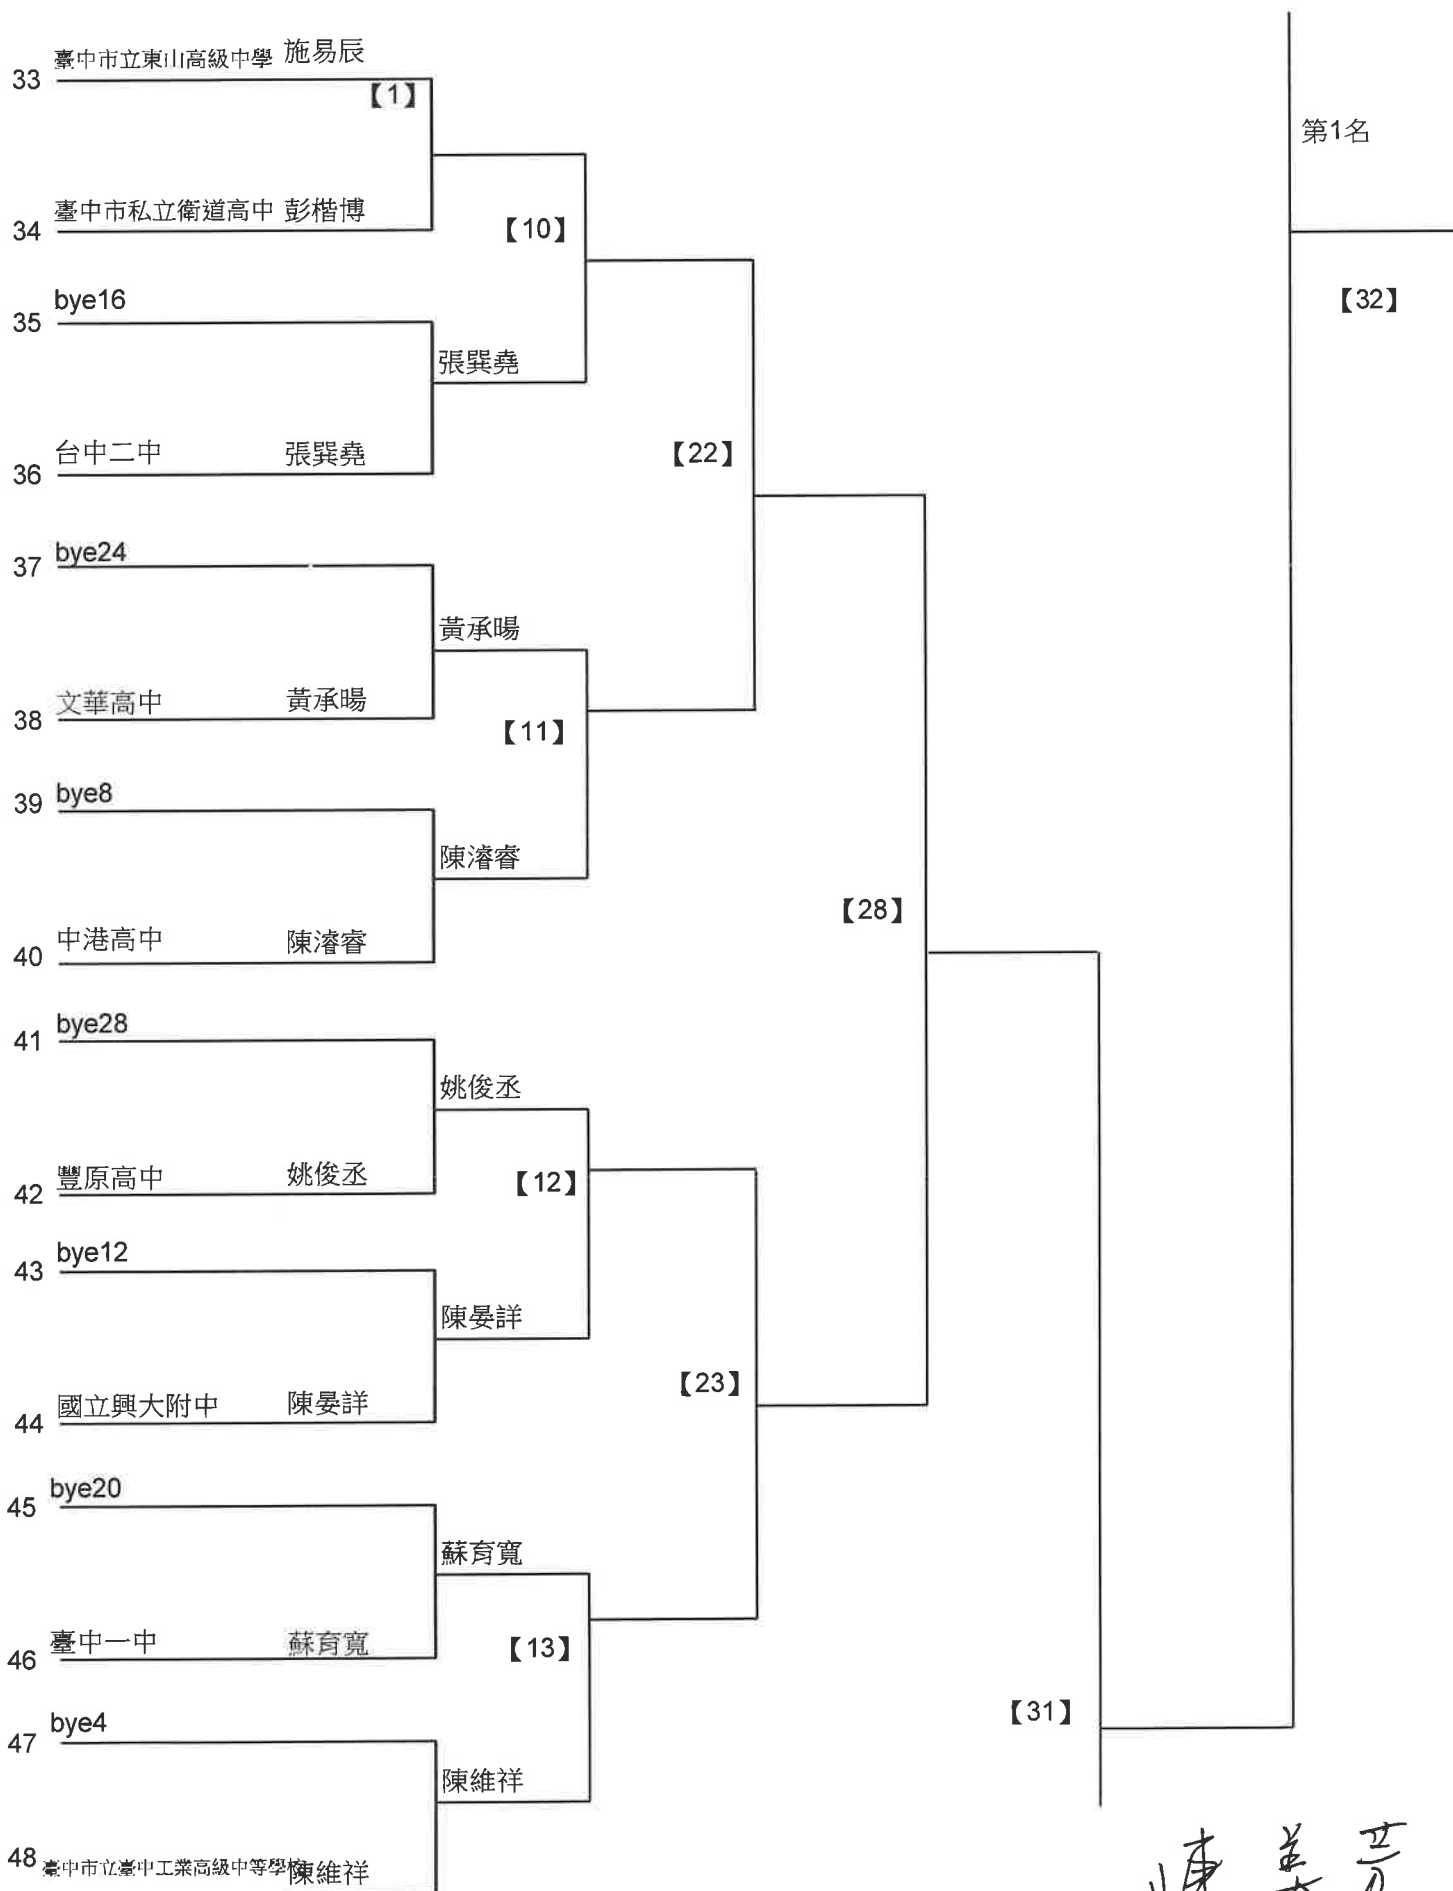 33 臺中市立東山高級中學 施易辰
【1】
第1名
34 臺中市私立衛道高中 彭楷博
【10】
35 bye16
【32】
張巽堯
36 台中二中 張巽堯
【22】
37 bye24
黃承暘
38 文華高中 黃承暘
【11】
39 bye8
陳濬睿
【28】
40 中港高中 陳濬睿
41 bye28
姚俊丞
42 豐原高中 姚俊丞
【12】
43 bye12
陳晏詳
【23】
44 國立興大附中 陳晏詳
45 bye20
蘇育寬
46 臺中一中 蘇育寬
【13】
【31】
47 bye4
陳維祥
48 臺中市立臺中工業高級中等學校 陳維祥